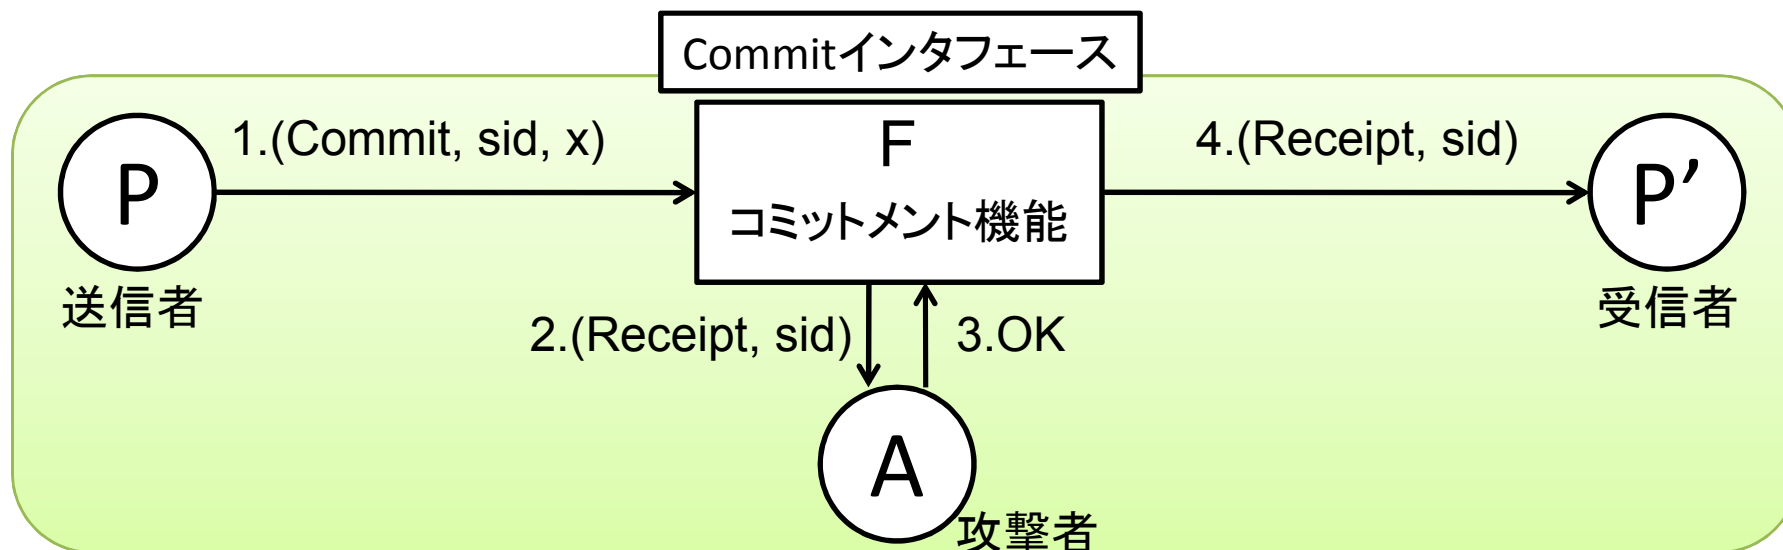 Commitインタフェース
1.(Commit, sid, x)
F
コミットメント機能
4.(Receipt, sid)
P
送信者
P’
受信者
2.(Receipt, sid)
3.OK
A
攻撃者